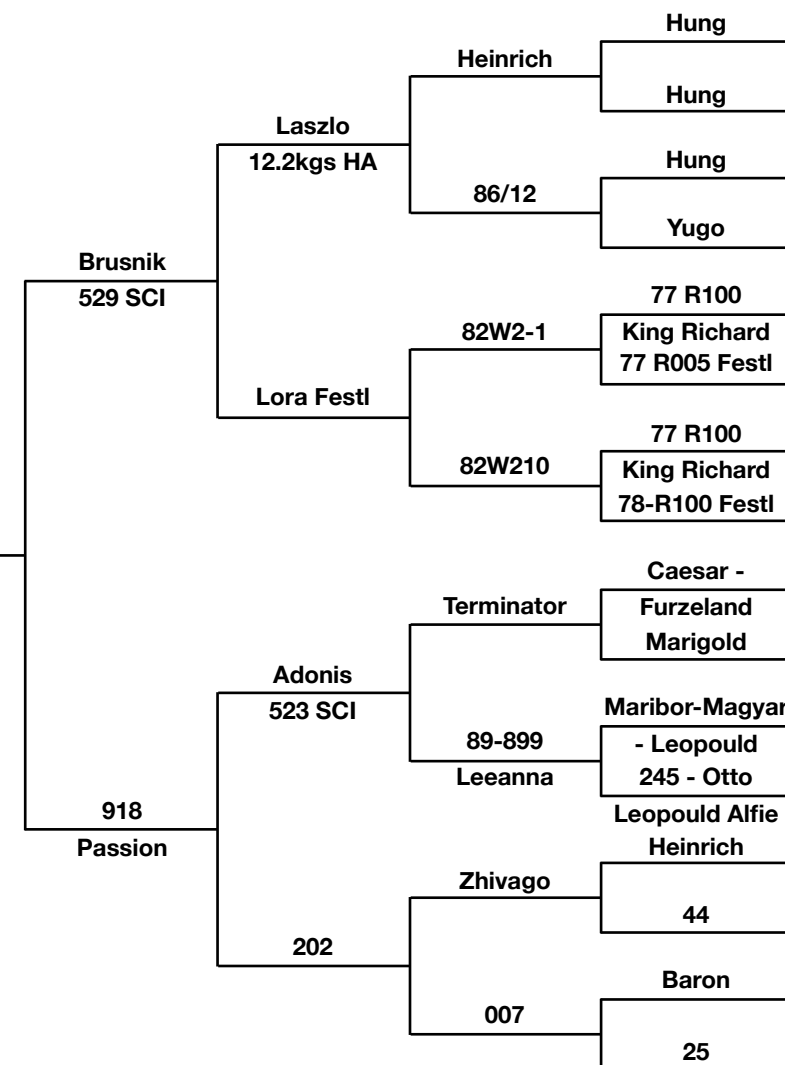 Hung
Heinrich
Hung
Laszlo
12.2kgs HA
Hung
86/12
Yugo
Brusnik
529 SCI
77 R100
82W2-1
King Richard
77 R005 Festl
Lora Festl
77 R100
82W210
King Richard
78-R100 Festl
Caesar -
Terminator
Furzeland
Marigold
Adonis
523 SCI
Maribor-Magyar
89-899
- Leopould
Leeanna
245 - Otto
918
Passion
Leopould Alfie
Heinrich
Zhivago
44
202
Baron
007
25